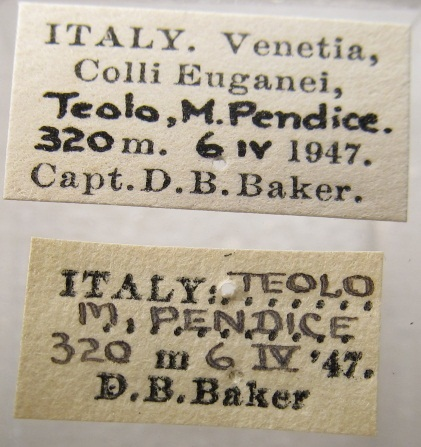 ITALY. Venetia,
Colli Euganei,
Teolo, M. Pendice.
320 m. 6 IV 1947.
Capt. D. B. Baker.
ITALY: TEOLO
M, PENDICE
320 m 6 IV '47.
D. B. Baker